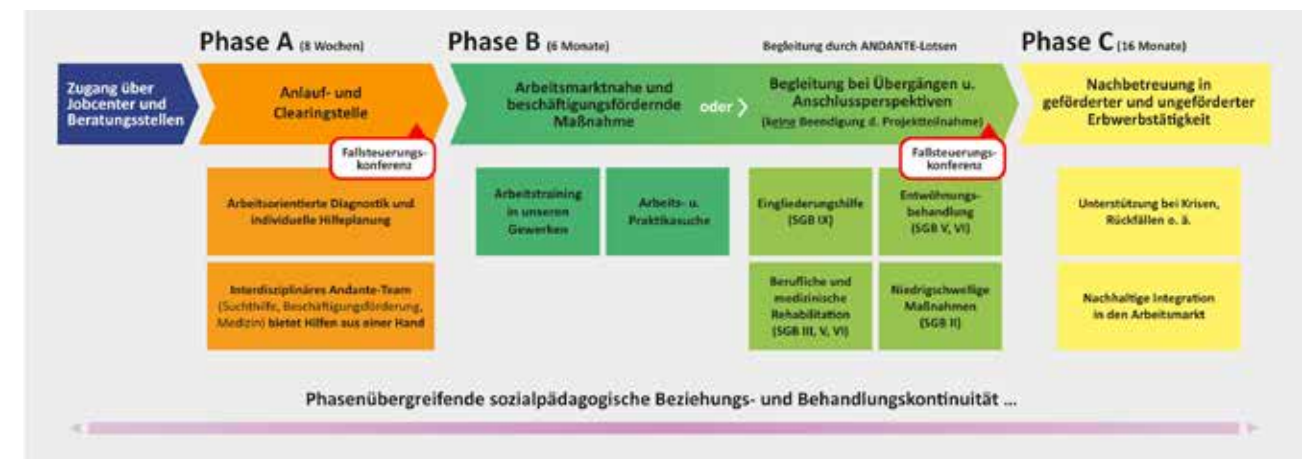 Phase A (8 Wochen)
Phase B (6 Monate)
Begleitung durch ANDANTE-Lotsen
Phase C (16 Monate)
Zugang über
Jobcenter und
Beratungsstellen
Anlauf- und
Clearingstelle
Fallsteuerungs-
konferenz
Arbeitsmarktnahe und
beschäftigungsfördernde
Maßnahme
oder
Begleitung bei Übergängen u.
Anschlussperspektiven
(keine Beendigung d. Projektteilnahme)
Fallsteuerungs-
konferenz
Nachbetreuung in
geförderter und ungeförderter
Erbwerbstätigkeit
Arbeitsorientierte Diagnostik und
individuelle Hilfeplanung
Interdisziplinäres Andante-Team
(Suchthilfe, Beschäftigungsförderung,
Medizin) bietet Hilfen aus einer Hand
Arbeitstraining
in unseren
Gewerken
Arbeits- u.
Praktikasuche
Eingliederungshilfe
(SGB IX)
Entwöhnungs-
behandlung
(SGB V, VI)
Berufliche und
medizinische
Rehabilitation
(SGB III, V, VI)
Niedrigschwellige
Maßnahmen
(SGB II)
Unterstützung bei Krisen,
Rückfällen o. ä.
Nachhaltige Integration
in den Arbeitsmarkt
Phasenübergreifende sozialpädagogische Beziehungs- und Behandlungskontinuität ...